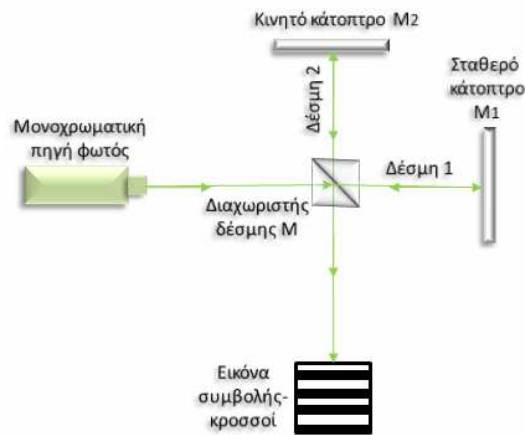 Κινητό κάτοπτρο M2
Σταθερό
κάτοπτρο
M1
Δέσμη 2
Μονοχρωματική
πηγή φωτός
Δέσμη 1
Διαχωριστής
δέσμης Μ
Εικόνα
συμβολής-
κροσσοί